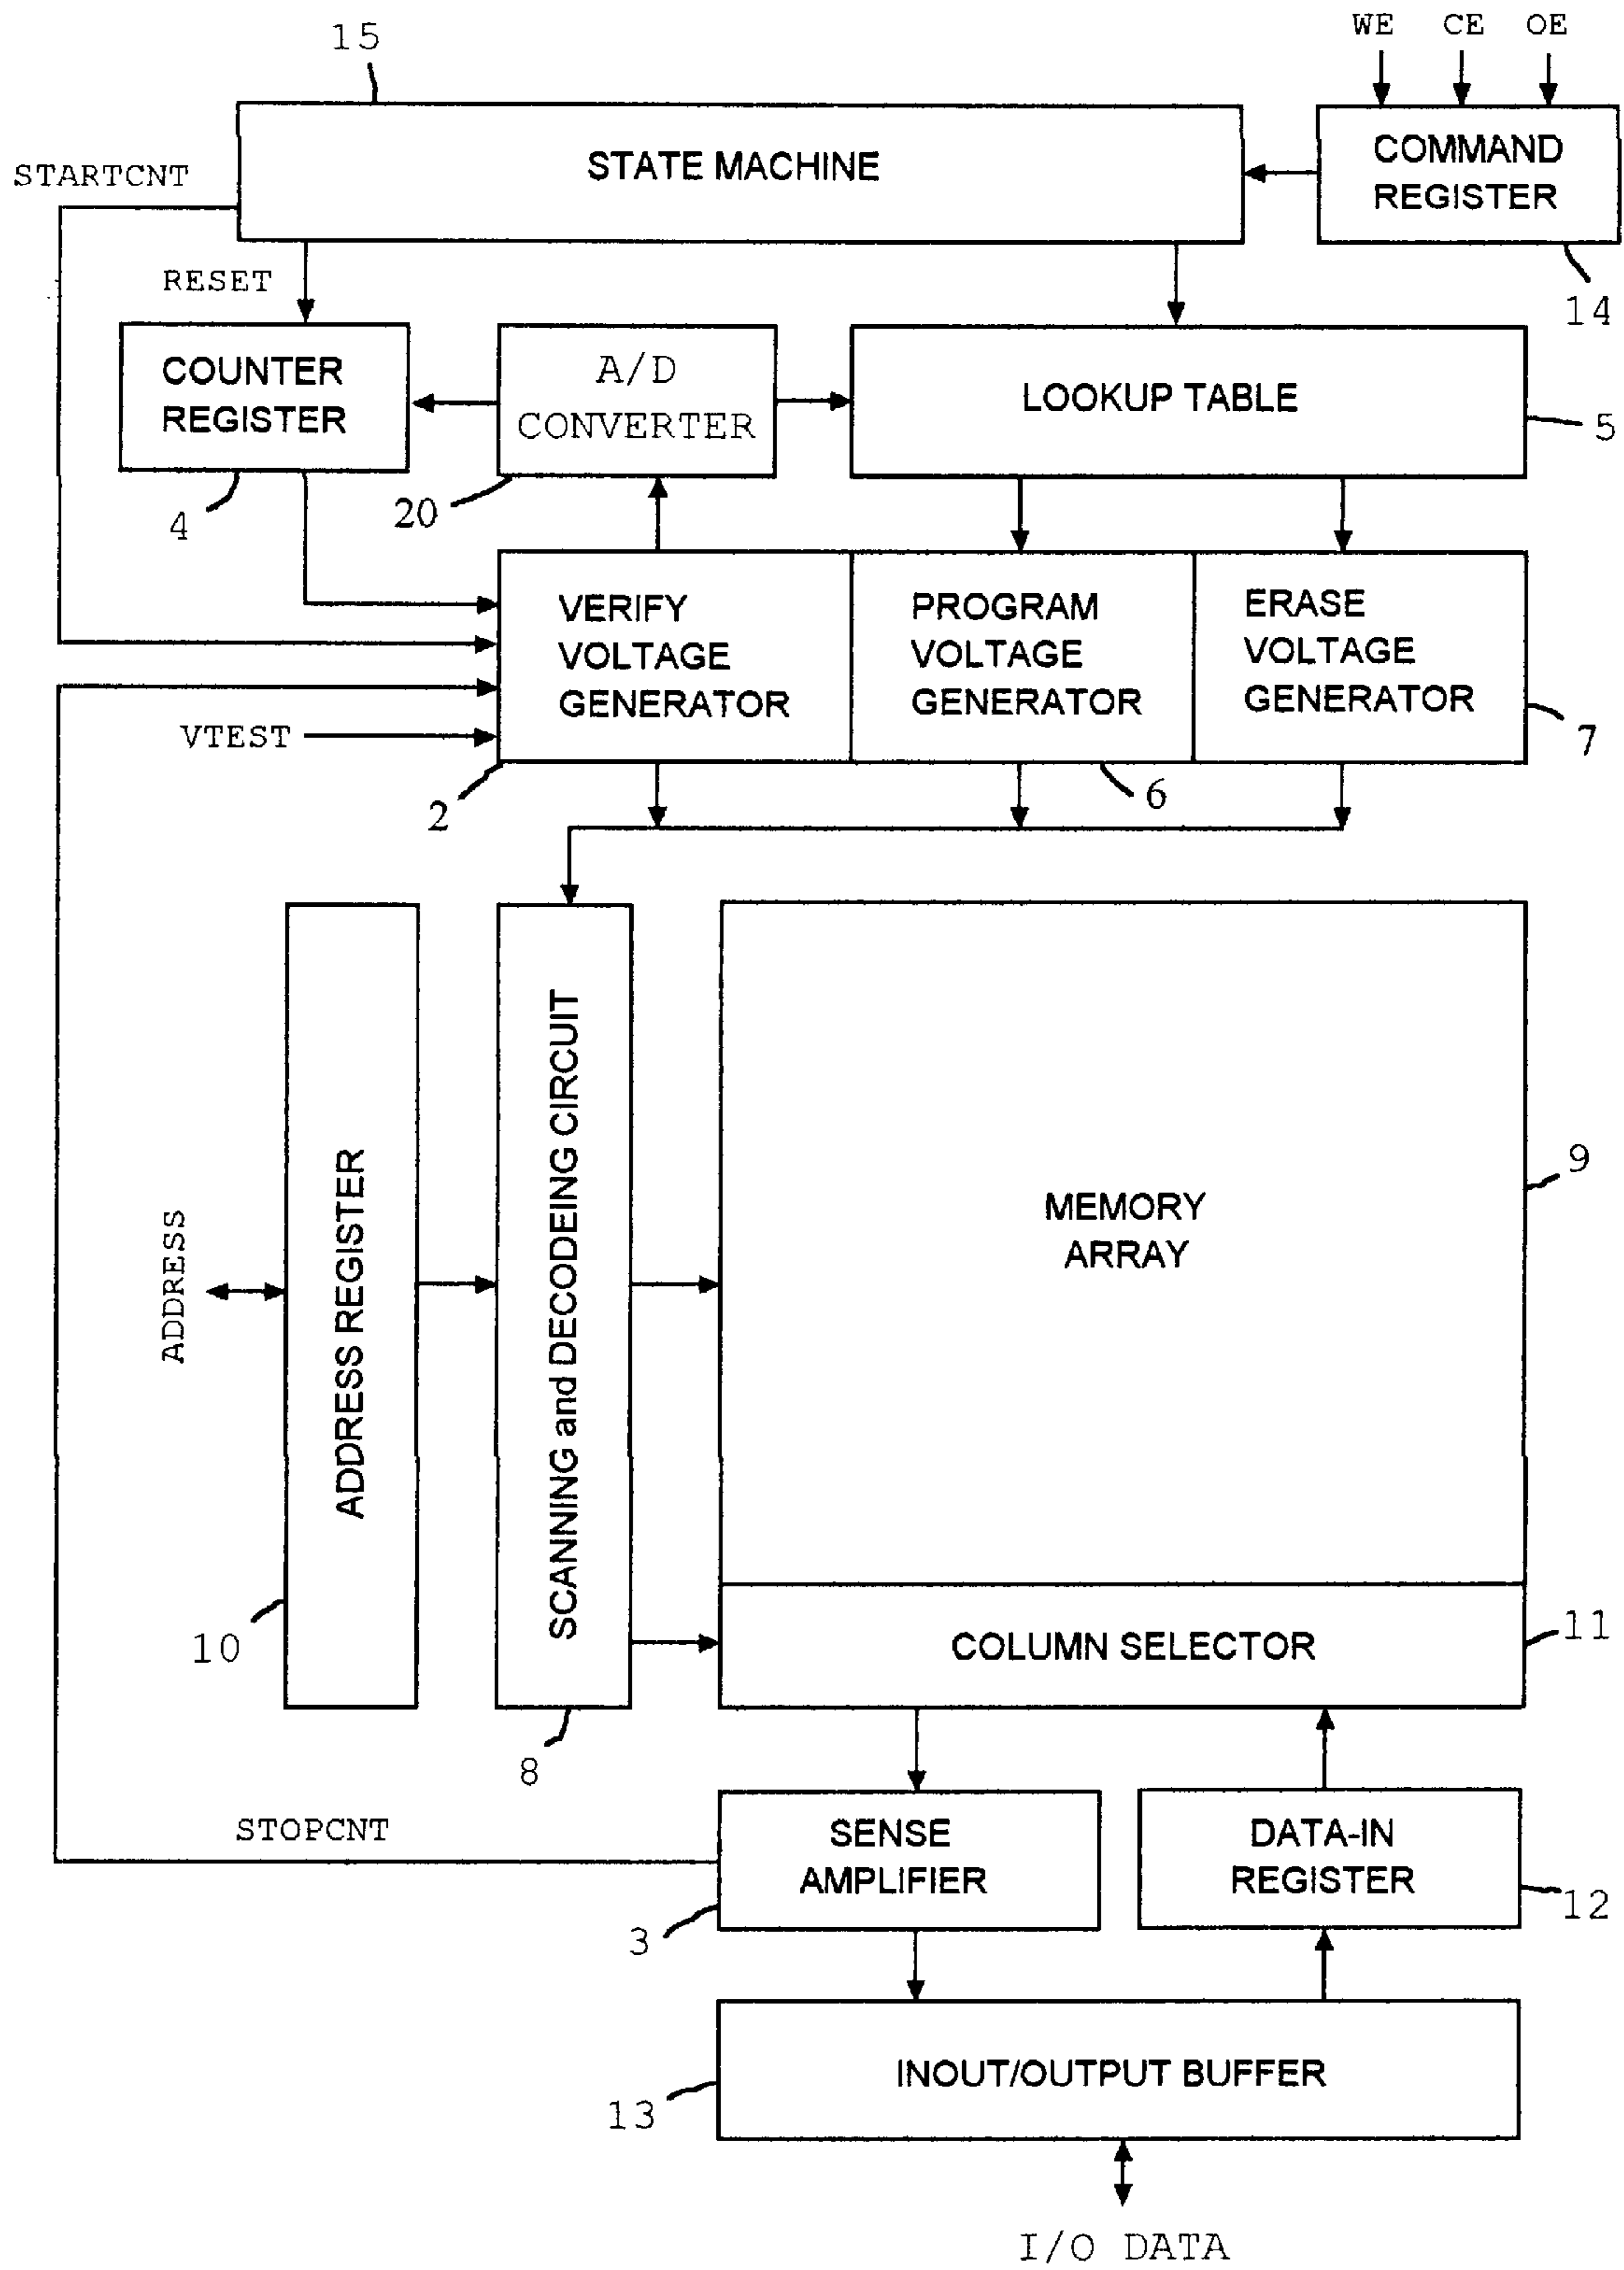 WE CE OE
15
STATE MACHINE
COMMAND
REGISTER
STARTCNT
14
RESET
COUNTER
REGISTER
A/D
CONVERTER
LOOKUP TABLE
5
4
20
VERIFY
VOLTAGE
GENERATOR
PROGRAM
VOLTAGE
GENERATOR
ERASE
VOLTAGE
GENERATOR
VTEST
7
2
6
ADDRESS
ADDRESS REGISTER
SCANNING and DECODEING CIRCUIT
MEMORY
ARRAY
9
10
COLUMN SELECTOR
11
8
STOPCNT
SENSE
AMPLIFIER
DATA-IN
REGISTER
3
12
INOUT/OUTPUT BUFFER
13
I/O DATA